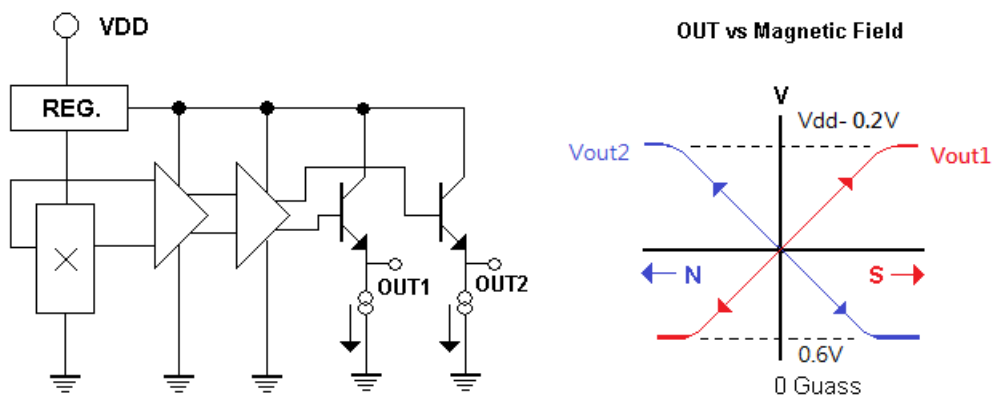 VDD
REG.
OUT1
OUT2
OUT vs Magnetic Field
V
Vdd- 0.2V
Vout2
Vout1
N
S
0.6V
0 Guass